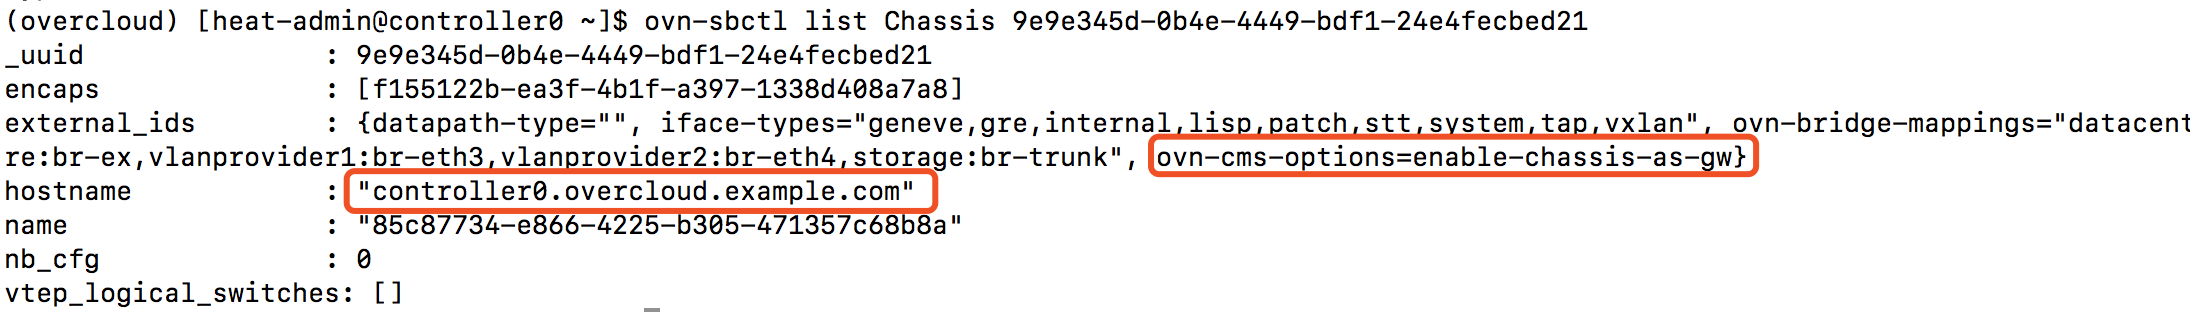 (overcloud) [heat-admin@controller0 ~]$ ovn-sbctl list Chassis 9e9e345d-0b4e-4449-bdf1-24e4fecbed21
_uuid : 9e9e345d-0b4e-4449-bdf1-24e4fecbed21
encaps : [f155122b-ea3f-4b1f-a397-1338d408a7a8]
external_ids : {datapath-type="", iface-types="geneve,gre,internal,lisp,patch,stt,system,tap,vxlan", ovn-bridge-mappings="datacent
re:br-ex,vlanprovider1:br-eth3,vlanprovider2:br-eth4,storage:br-trunk", ovn-cms-options=enable-chassis-as-gw}
hostname : "controller0.overcloud.example.com"
name : "85c87734-e866-4225-b305-471357c68b8a"
nb_cfg : 0
vtep_logical_switches: []